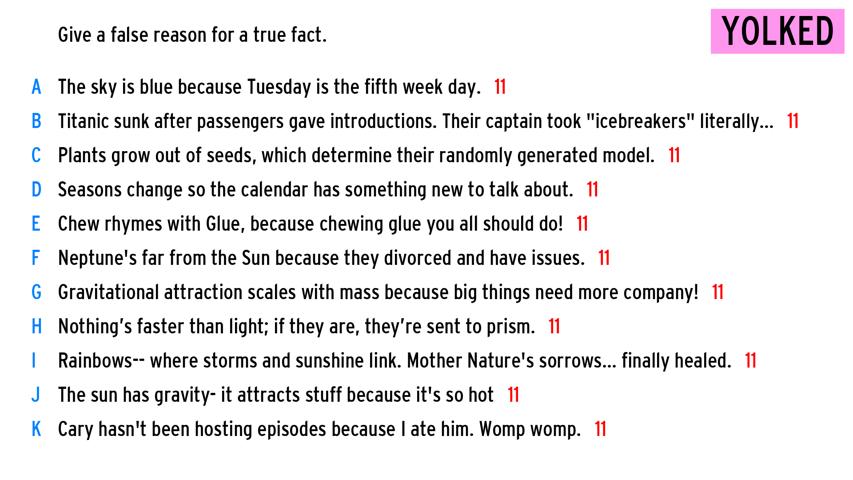 Give a false reason for a true fact.
YOLKED
A The sky is blue because Tuesday is the fifth week day. 11
B Titanic sunk after passengers gave introductions. Their captain took "icebreakers" literally... 11
C Plants grow out of seeds, which determine their randomly generated model. 11
D Seasons change so the calendar has something new to talk about. 11
E Chew rhymes with Glue, because chewing glue you all should do! 11
F Neptune's far from the Sun because they divorced and have issues. 11
G Gravitational attraction scales with mass because big things need more company! 11
H Nothing’s faster than light; if they are, they’re sent to prism. 11
I Rainbows-- where storms and sunshine link. Mother Nature's sorrows... finally healed. 11
J The sun has gravity- it attracts stuff because it's so hot 11
K Cary hasn't been hosting episodes because I ate him. Womp womp. 11